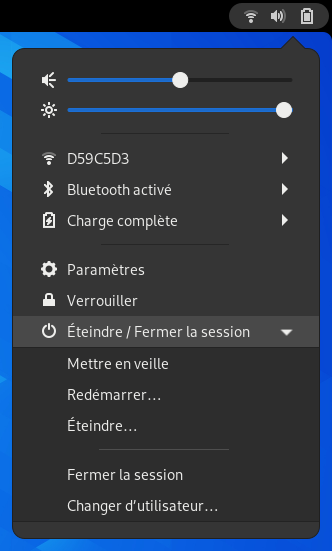 D59C5D3
Bluetooth activé
Charge complète
Paramètres
Verrouiller
Éteindre / Fermer la session
Mettre en veille
Redémarrer…
Éteindre…
Fermer la session
Changer d’utilisateur…